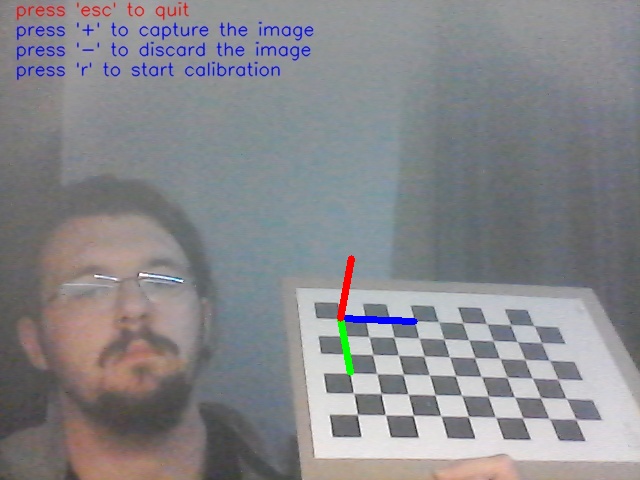 press 'esc' to quit
press '+' to capture the image
press '-' to discard the image
press 'r' to start calibration